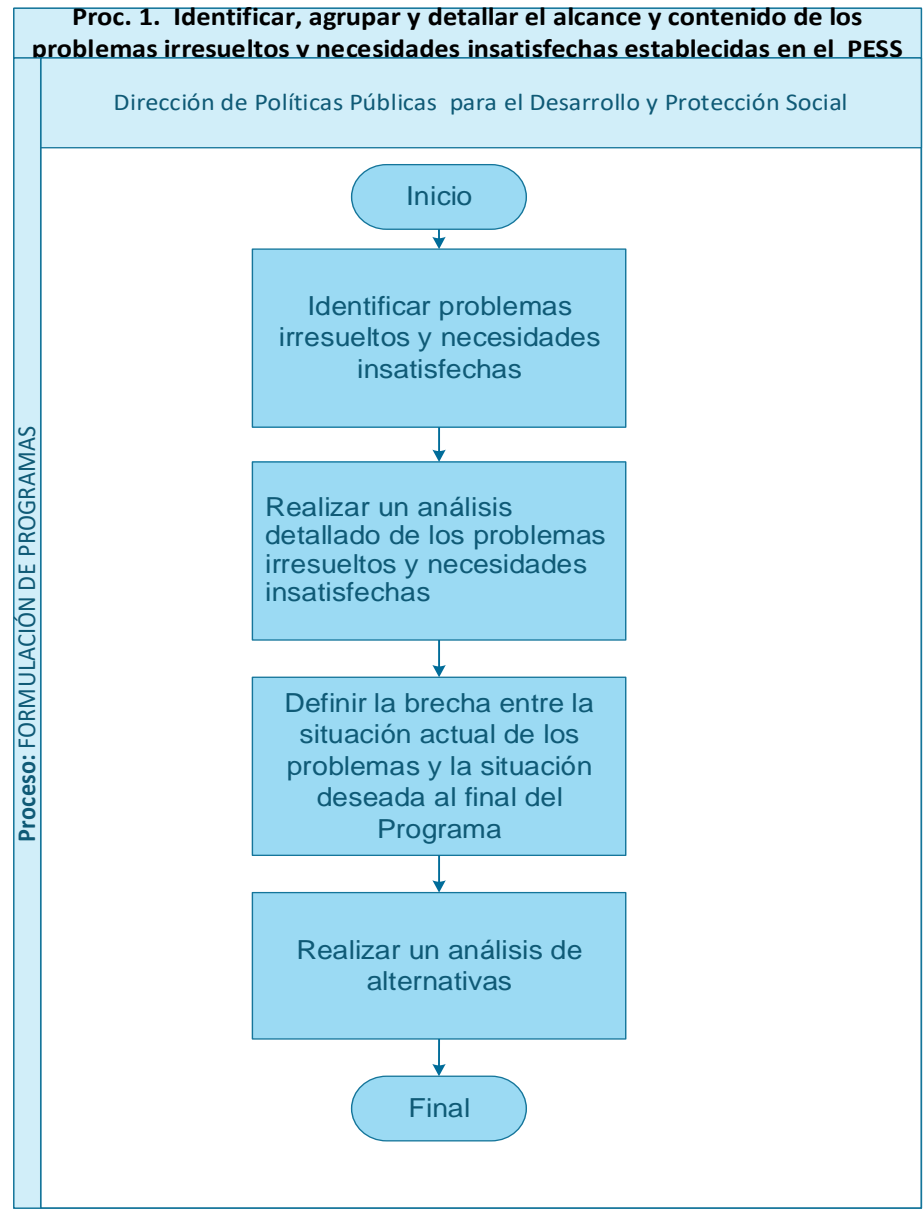 Proc. 1.  Identificar, agrupar y detallar el alcance y contenido de los
problemas irresueltos y necesidades insatisfechas establecidas en el  PESS
Dirección de Políticas Públicas  para el Desarrollo y Protección Social
Proceso: FORMULACIÓN DE PROGRAMAS
Inicio
Identificar problemas
irresueltos y necesidades
insatisfechas
Realizar un análisis
detallado de los problemas
irresueltos y necesidades
insatisfechas
Definir la brecha entre la
situación actual de los
problemas y la situación
deseada al final del
Programa
Realizar un análisis de
alternativas
Final